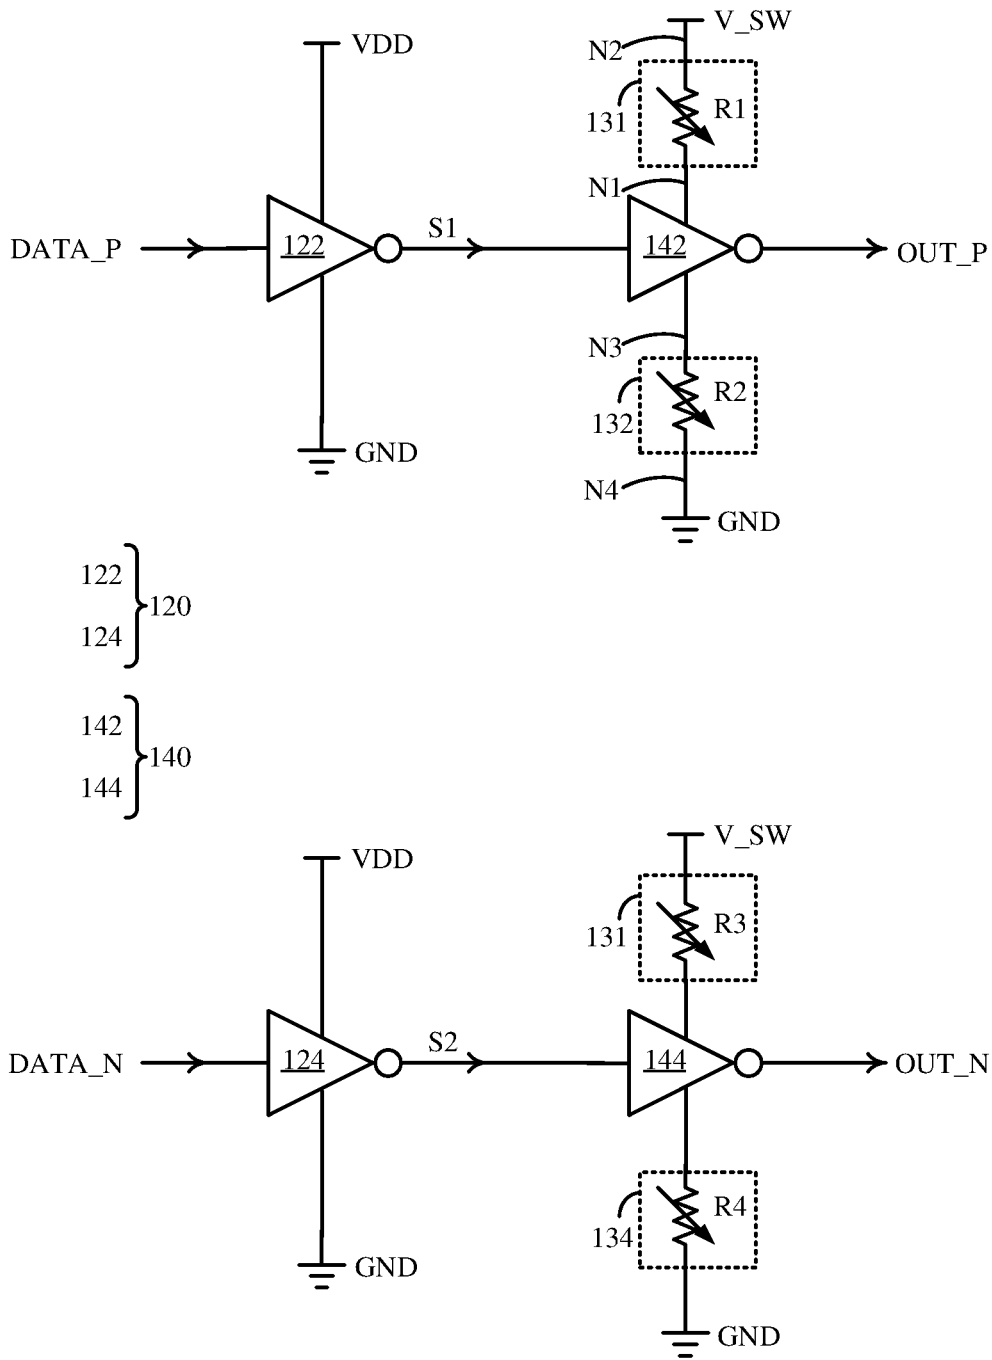 V_SW
VDD
N2
R1
131
N1
DATA_P
122
S1
142
OUT_P
N3
R2
132
GND
N4
GND
122
120
124
142
140
144
V_SW
VDD
R3
131
DATA_N
124
S2
144
OUT_N
R4
134
GND
GND